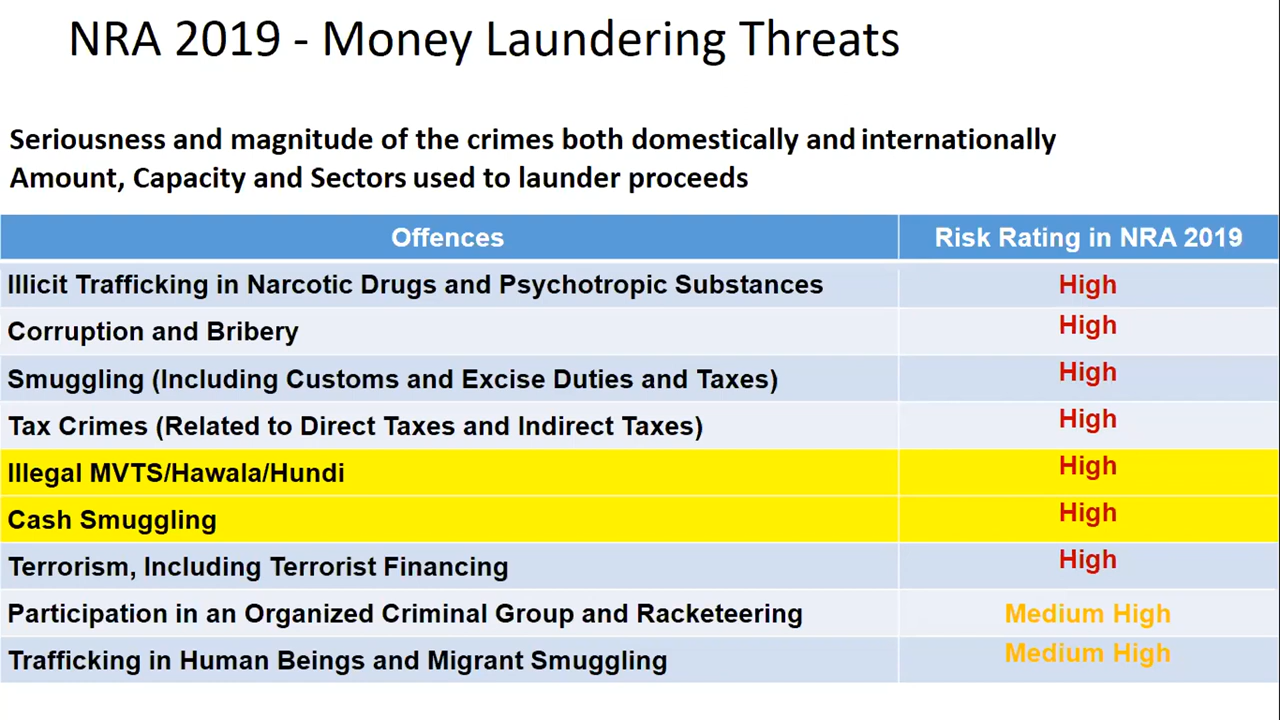 NRA 2019 - Money Laundering Threats
Seriousness and magnitude of the crimes both domestically and internationally
Amount, Capacity and Sectors used to launder proceeds
Offences Risk Rating in NRA 2019
Illicit Trafficking in Narcotic Drugs and Psychotropic Substances High
Corruption and Bribery High
Smuggling (Including Customs and Excise Duties and Taxes) High
Tax Crimes (Related to Direct Taxes and Indirect Taxes) High
Illegal MVTS/Hawala/Hundi High
Cash Smuggling High
Terrorism, Including Terrorist Financing High
Participation in an Organized Criminal Group and Racketeering Medium High
Trafficking in Human Beings and Migrant Smuggling Medium High